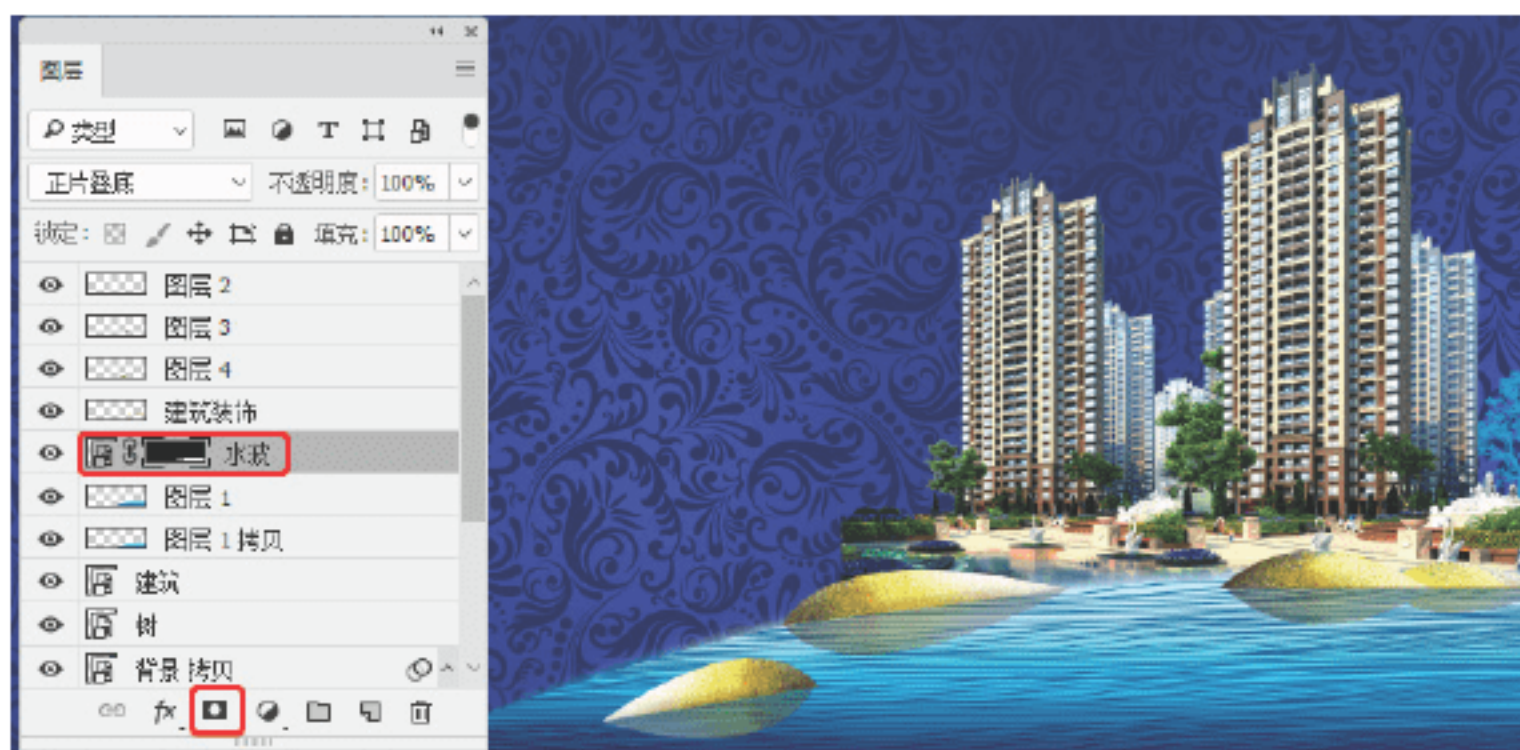 图层
类型
正片叠底 不透明度: 100%
锁定: 填充: 100%
图层 2
图层 3
图层 4
建筑装饰
水波
图层 1
图层 1 拷贝
建筑
树
背景 拷贝
fx